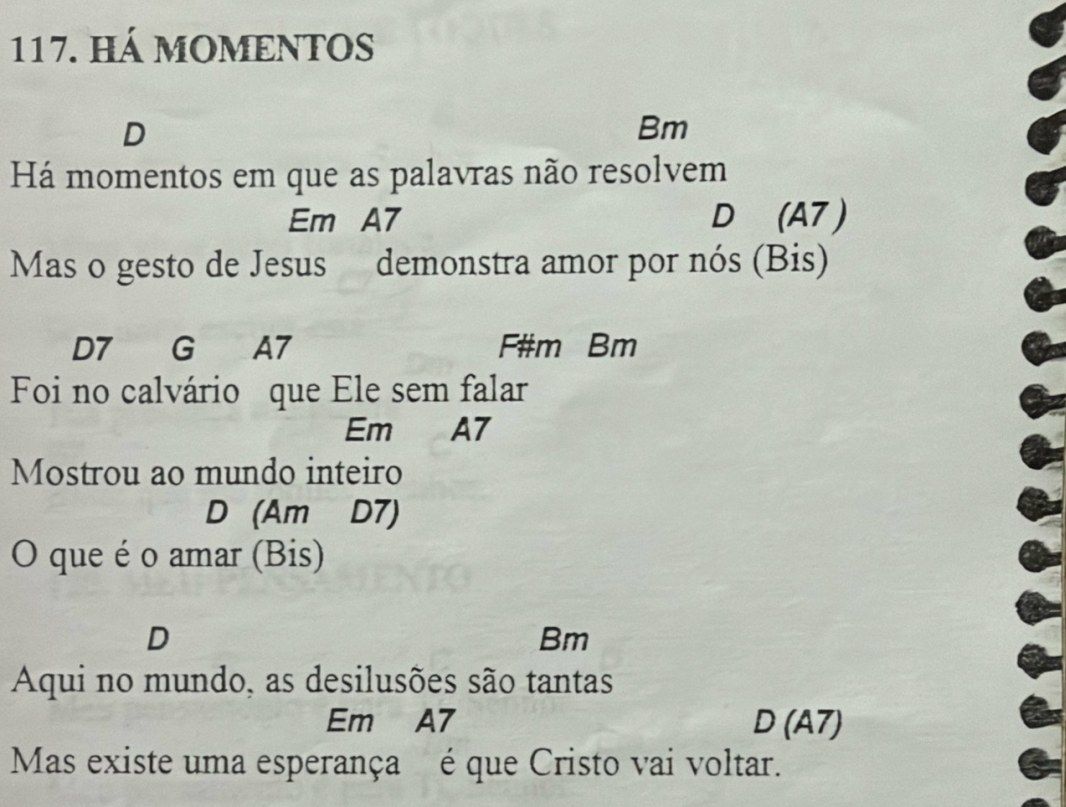 117. HÁ MOMENTOS
D Bm
Há momentos em que as palavras não resolvem
Em A7 D (A7 )
Mas o gesto de Jesus demonstra amor por nós (Bis)
D7 G A7 F#m Bm
Foi no calvário que Ele sem falar
Em A7
Mostrou ao mundo inteiro
D (Am D7)
O que é o amar (Bis)
D Bm
Aqui no mundo, as desilusões são tantas
Em A7 D (A7)
Mas existe uma esperança é que Cristo vai voltar.